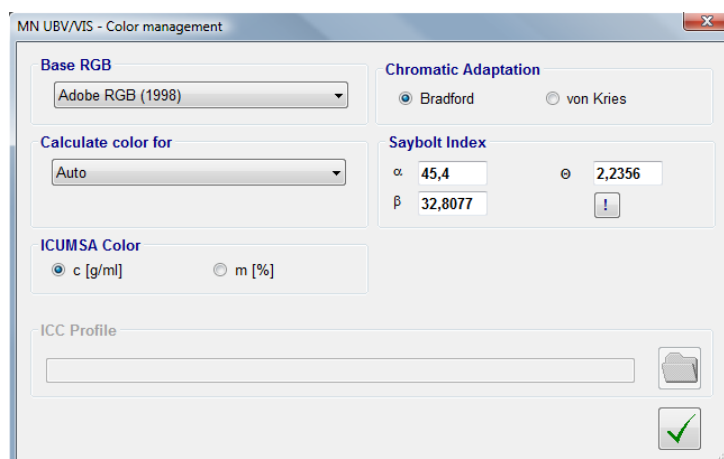 MN UBV/VIS - Color management
Base RGB
Adobe RGB (1998)
Chromatic Adaptation
Bradford
von Kries
Calculate color for
Auto
Saybolt Index
α 45,4
Θ 2,2356
β 32,8077
!
ICUMSA Color
c [g/ml]
m [%]
ICC Profile